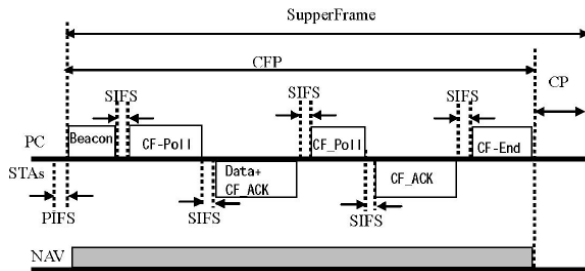 SupperFrame
CFP
CP
SIFS
SIFS
SIFS
PC
Beacon
CF-Poll
CF_Poll
CF-End
STAs
Data+
CF_ACK
CF_ACK
PIFS
SIFS
SIFS
NAV